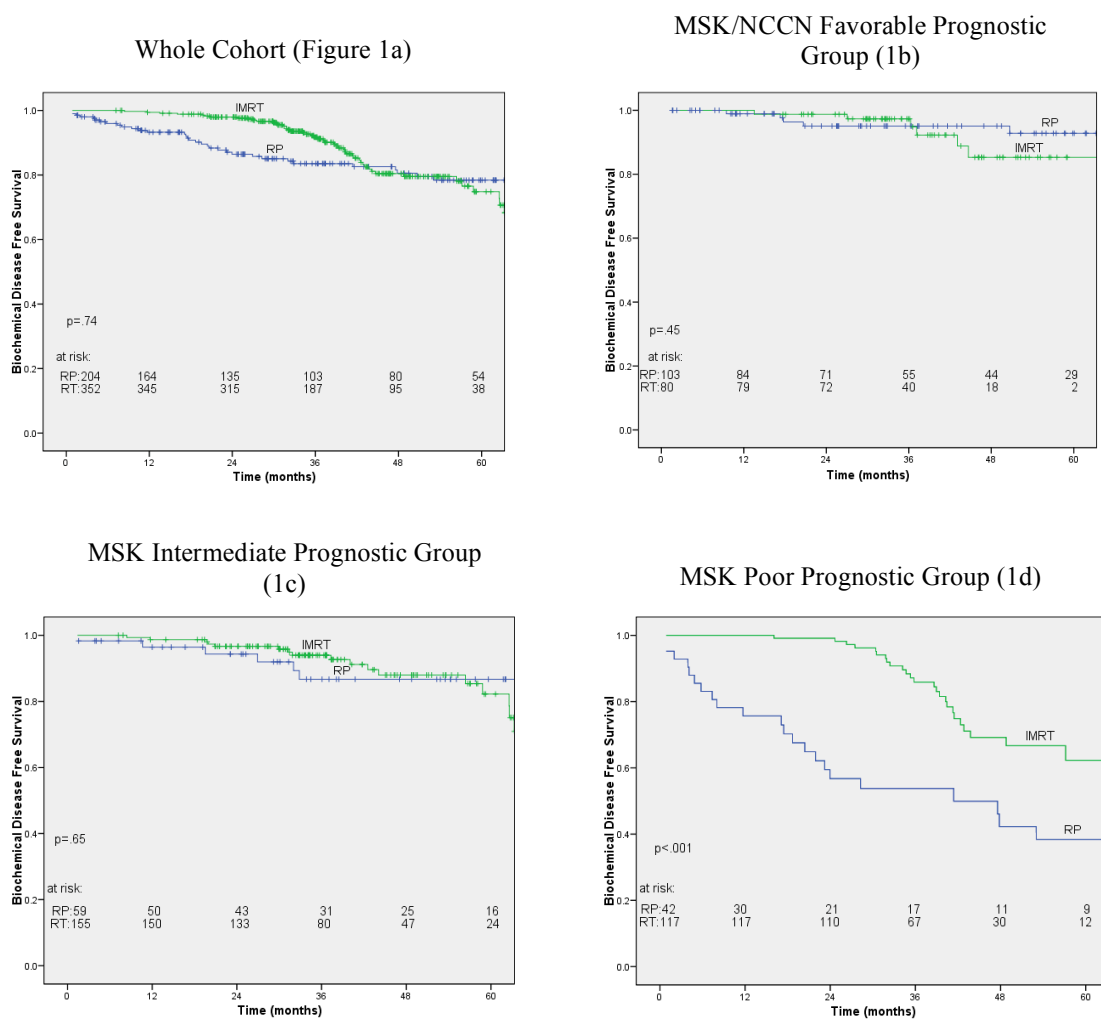 Whole Cohort (Figure 1a)
Biochemical Disease Free Survival
1.0
0.8
0.6
0.4
0.2
0.0
IMRT
RP
p=.74
at risk:
RP:204 164 135 103 80 54
RT:352 345 315 187 95 38
0 12 24 36 48 60
Time (months)
MSK/NCCN Favorable Prognostic
Group (1b)
Biochemical Disease Free Survival
1.0
0.8
0.6
0.4
0.2
0.0
RP
IMRT
p=.45
at risk:
RP:103 84 71 55 44 29
RT:80 79 72 40 18 2
0 12 24 36 48 60
Time (months)
MSK Intermediate Prognostic Group
(1c)
Biochemical Disease Free Survival
1.0
0.8
0.6
0.4
0.2
0.0
IMRT
RP
p=.65
at risk:
RP:59 50 43 31 25 16
RT:155 150 133 80 47 24
0 12 24 36 48 60
Time (months)
MSK Poor Prognostic Group (1d)
Biochemical Disease Free Survival
1.0
0.8
0.6
0.4
0.2
0.0
IMRT
RP
p<.001
at risk:
RP:42 30 21 17 11 9
RT:117 117 110 67 30 12
0 12 24 36 48 60
Time (months)